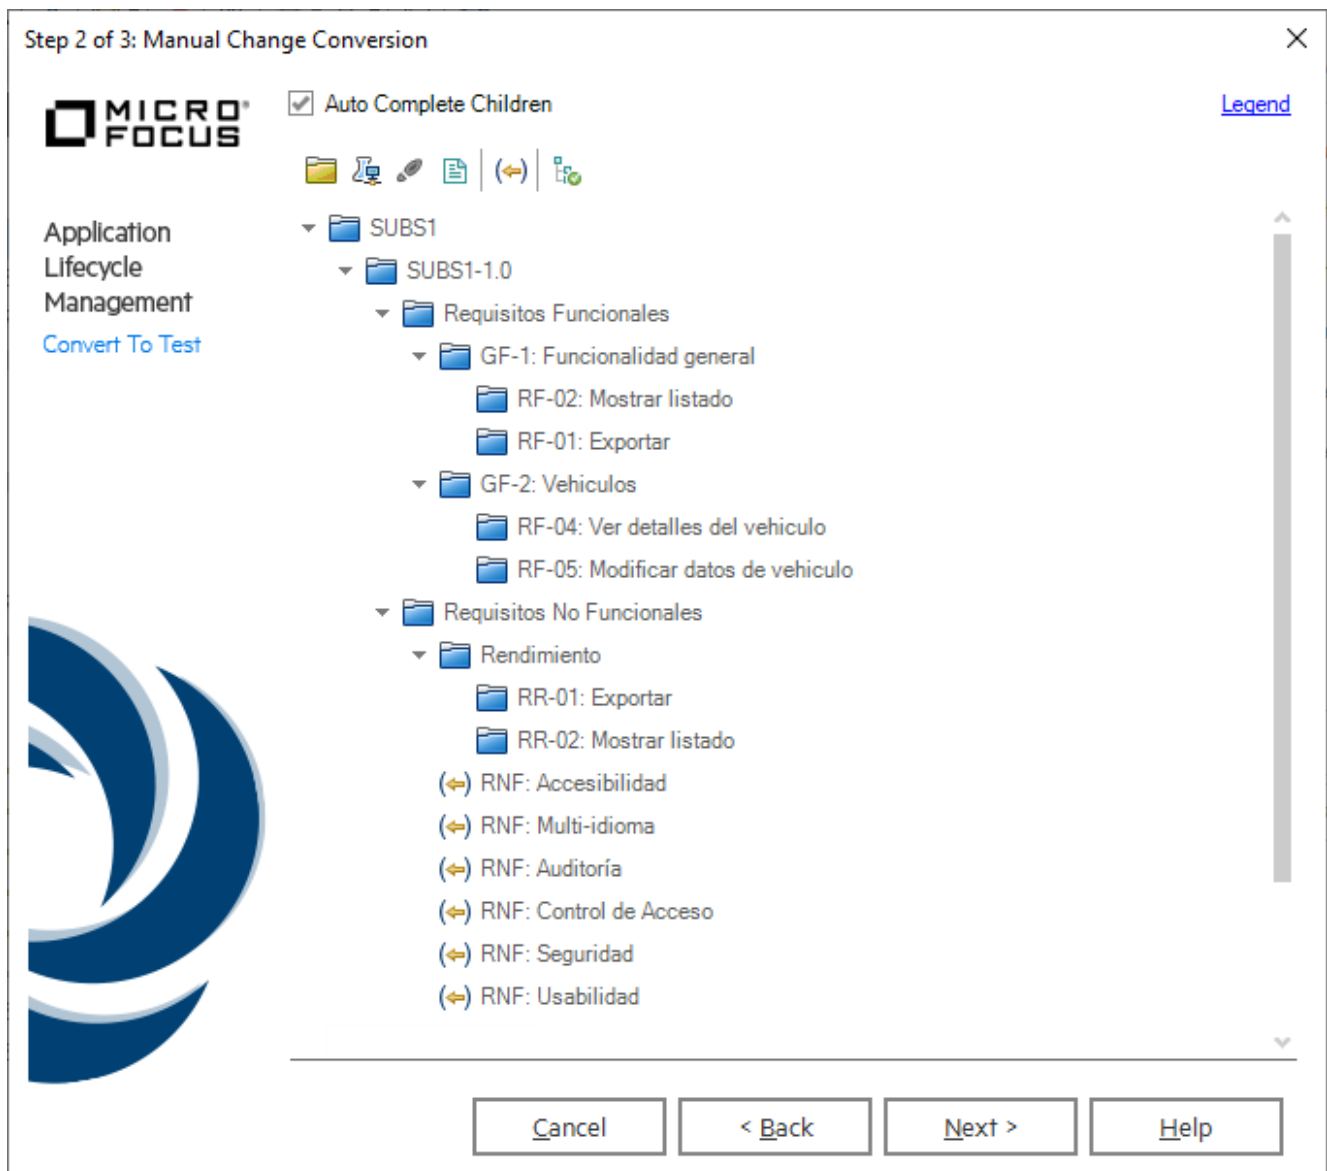 Step 2 of 3: Manual Change Conversion
MICRO
FOCUS
Auto Complete Children
Legend
Application
Lifecycle
Management
Convert To Test
SUBS1
SUBS1-1.0
Requisitos Funcionales
GF-1: Funcionalidad general
RF-02: Mostrar listado
RF-01: Exportar
GF-2: Vehiculos
RF-04: Ver detalles del vehiculo
RF-05: Modificar datos de vehiculo
Requisitos No Funcionales
Rendimiento
RR-01: Exportar
RR-02: Mostrar listado
RNF: Accesibilidad
RNF: Multi-idioma
RNF: Auditoría
RNF: Control de Acceso
RNF: Seguridad
RNF: Usabilidad
Cancel
< Back
Next >
Help